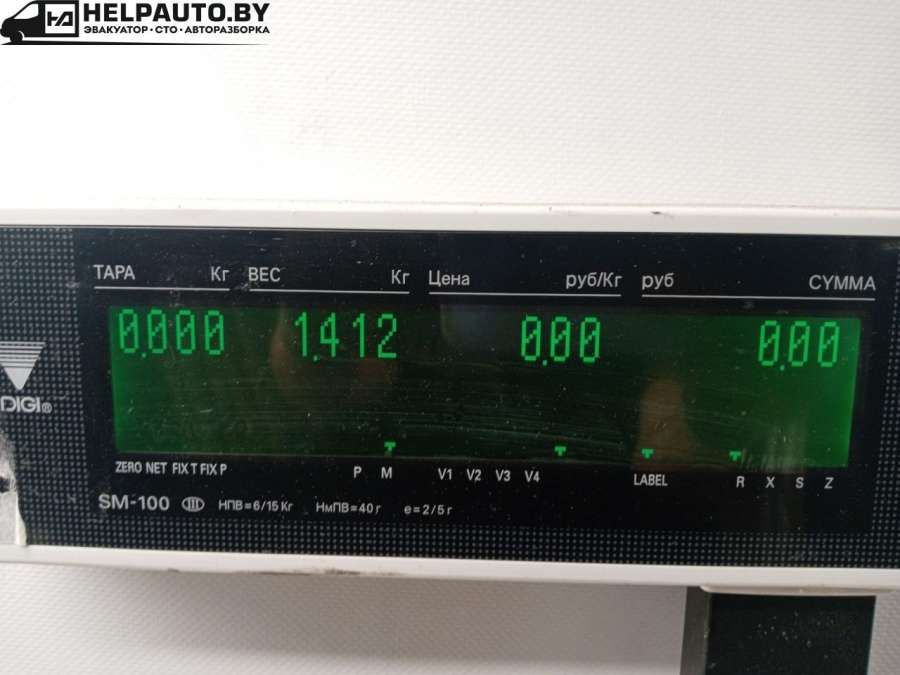 HELPAUTO.BY
ЭВАКУАТОР · СТО · АВТОРАЗБОРКА
ТАРА Кг ВЕС Кг Цена руб/Кг руб СУММА
0.000 1.412 0.00 0.00
DIGI®
ZERO NET FIX T FIX P P M V1 V2 V3 V4 LABEL R X S Z
SM-100 III НПВ=6/15 Кг НмПВ=40 г e=2/5 г